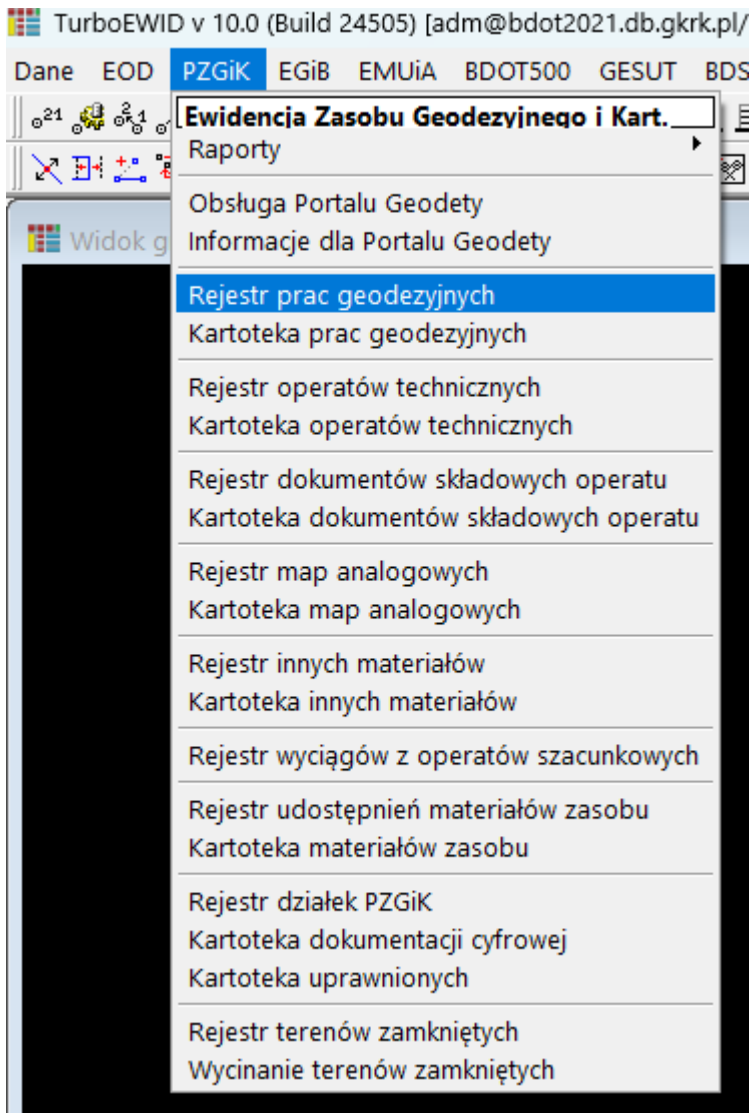 TurboEWID v 10.0 (Build 24505) [adm@bdot2021.db.gkrk.pl/
Dane EOD PZGiK EGiB EMUiA BDOT500 GESUT BDS
Ewidencja Zasobu Geodezyjnego i Kart.
Raporty
Obsługa Portalu Geodety
Widok g
Informacje dla Portalu Geodety
Rejestr prac geodezyjnych
Kartoteka prac geodezyjnych
Rejestr operatów technicznych
Kartoteka operatów technicznych
Rejestr dokumentów składowych operatu
Kartoteka dokumentów składowych operatu
Rejestr map analogowych
Kartoteka map analogowych
Rejestr innych materiałów
Kartoteka innych materiałów
Rejestr wyciągów z operatów szacunkowych
Rejestr udostępnień materiałów zasobu
Kartoteka materiałów zasobu
Rejestr działek PZGiK
Kartoteka dokumentacji cyfrowej
Kartoteka uprawnionych
Rejestr terenów zamkniętych
Wycinanie terenów zamkniętych